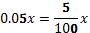 0.05x = 5/100 x